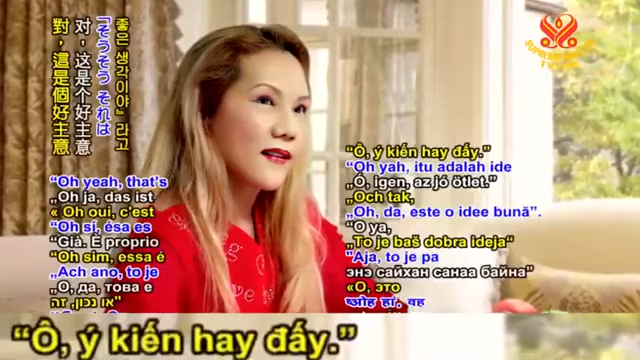 좋은 생각이야』라고
「そうそう それは
对，这是个好主意
對，這是個好主意
SUPREME
TV
“Oh yeah, that’s
„Oh ja, das ist
« Oh oui, c’est
“Oh sí, ésa es
“Già. È proprio
“Oh sim, essa é
„Ach ano, to je
„О, да, това е
"או נכון, זה
“Ô, ý kiến hay đấy.”
"Oh yah, itu adalah ide
„Ó, igen, az jó ötlet.”
„Och tak,
„Oh, da, este o idee bună”.
“O ya,
„To je baš dobra ideja“
"Aja, to je pa
энэ сайхан санаа байна”
«О, это
“ओह हां, वह
“Ô, ý kiến hay đấy.”